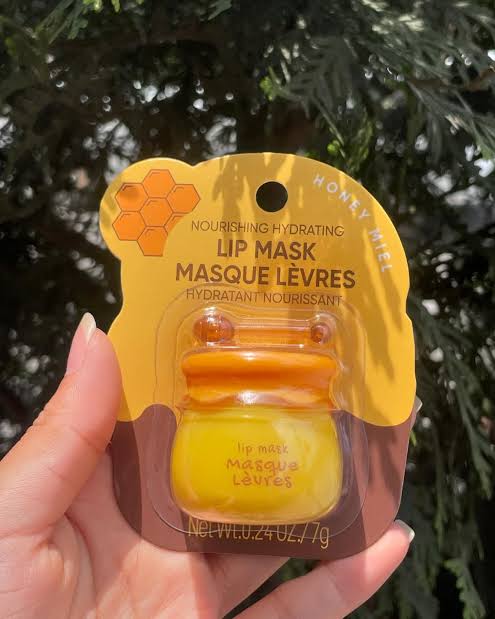 HONEY MIEL
NOURISHING HYDRATING
LIP MASK
MASQUE LÈVRES
HYDRATANT NOURISSANT
lip mask
Masque
Lèvres
Net Wt.0.24 OZ./7g